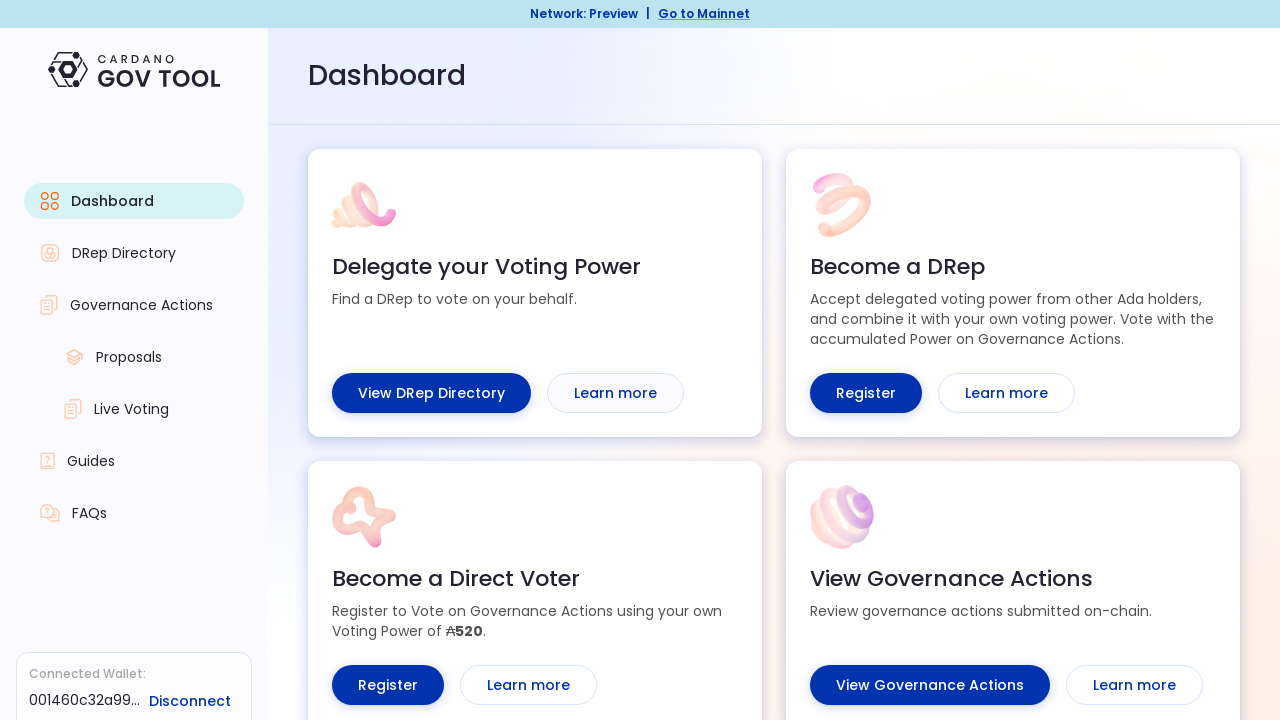 Network: Preview | Go to Mainnet
CARDANO
GOV TOOL
Dashboard
DRep Directory
Governance Actions
Proposals
Live Voting
Guides
FAQs
Connected Wallet:
001460c32a99... Disconnect
Dashboard
Delegate your Voting Power
Find a DRep to vote on your behalf.
View DRep Directory
Learn more
Become a DRep
Accept delegated voting power from other Ada holders,
and combine it with your own voting power. Vote with the
accumulated Power on Governance Actions.
Register
Learn more
Become a Direct Voter
Register to Vote on Governance Actions using your own
Voting Power of ₳520.
Register
Learn more
View Governance Actions
Review governance actions submitted on-chain.
View Governance Actions
Learn more